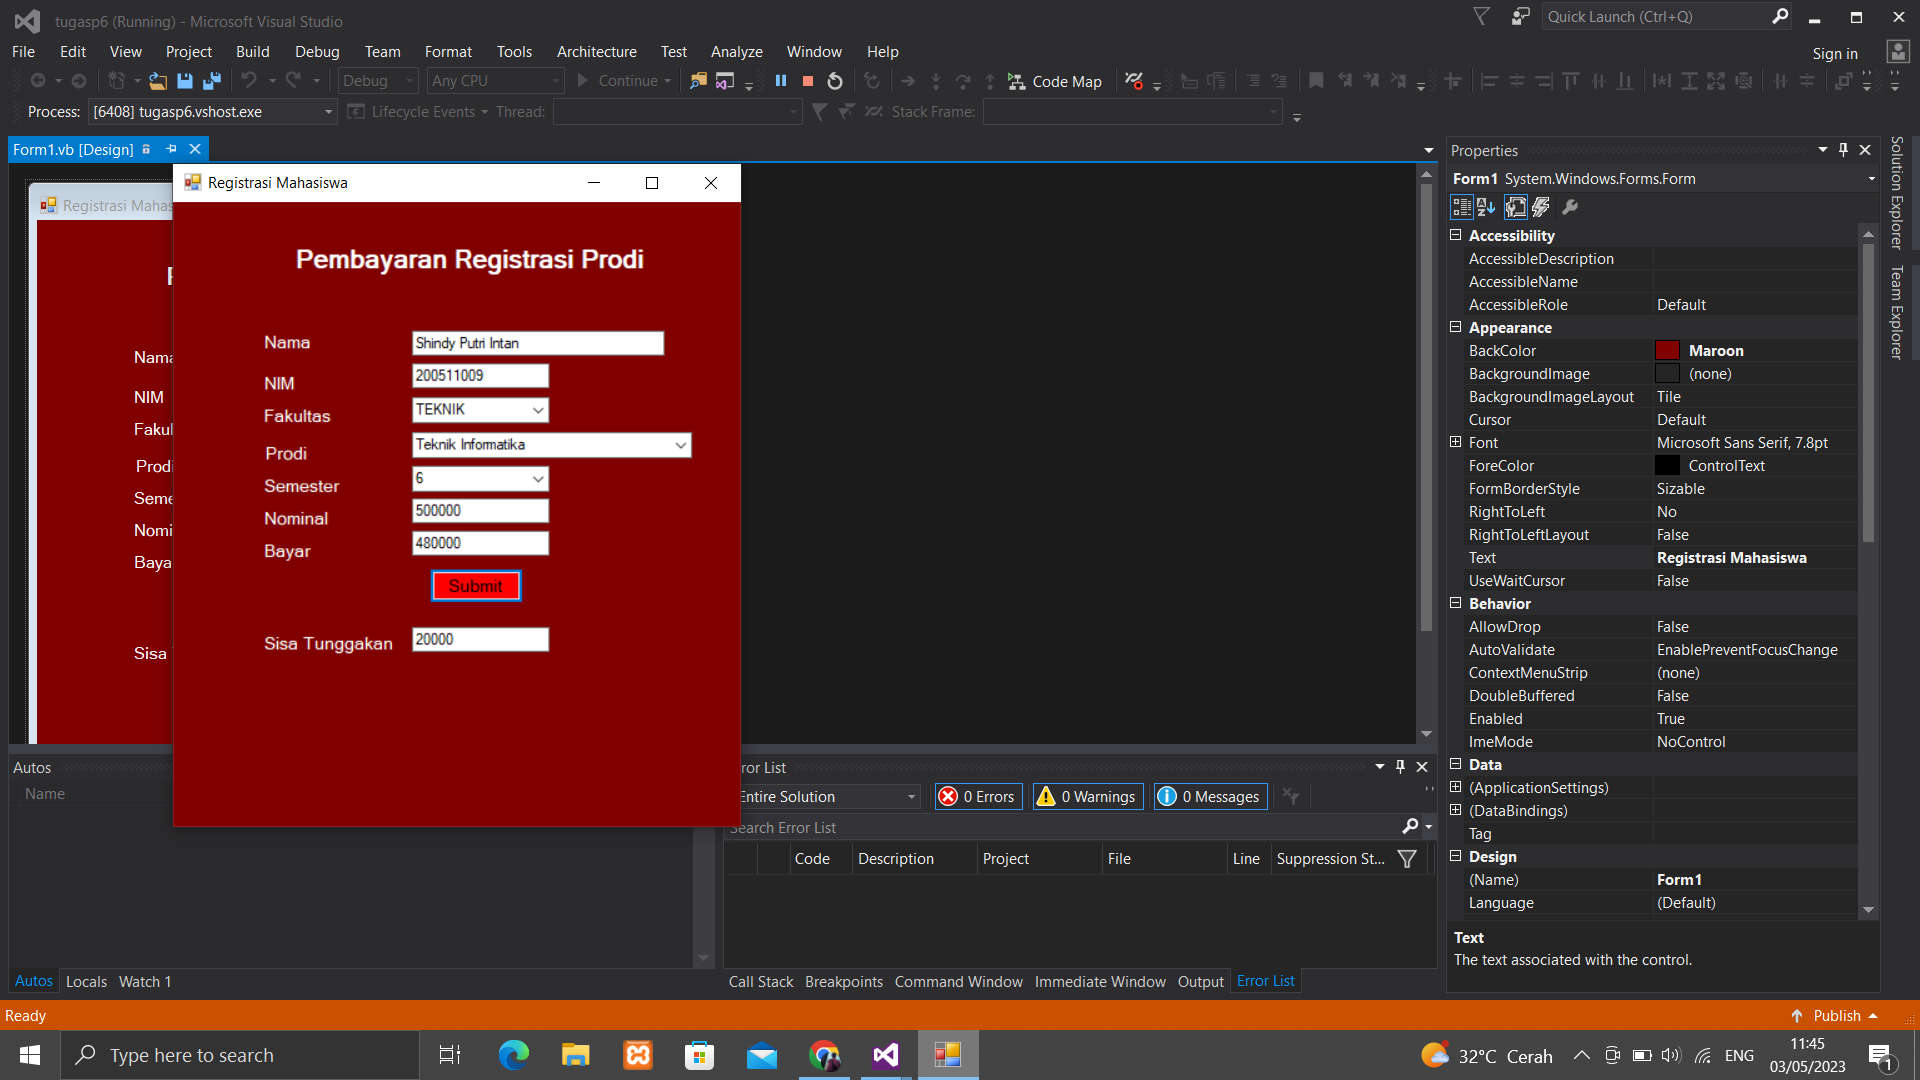 tugasp6 (Running) - Microsoft Visual Studio
Quick Launch (Ctrl+Q)
File Edit View Project Build Debug Team Format Tools Architecture Test Analyze Window Help
Sign in
Debug Any CPU Continue Code Map
Process: [6408] tugasp6.vshost.exe Lifecycle Events Thread: Stack Frame:
Form1.vb [Design]
Registrasi Mahas
P
Nama
NIM
Fakul
Prodi
Seme
Nomi
Baya
Sisa
Registrasi Mahasiswa
Pembayaran Registrasi Prodi
Nama Shindy Putri Intan
NIM 200511009
Fakultas TEKNIK
Prodi Teknik Informatika
Semester 6
Nominal 500000
Bayar 480000
Submit
Sisa Tunggakan 20000
Autos
Name
Autos Locals Watch 1
ror List
Entire Solution 0 Errors 0 Warnings 0 Messages
Search Error List
Code Description Project File Line Suppression St...
Call Stack Breakpoints Command Window Immediate Window Output Error List
Properties
Form1 System.Windows.Forms.Form
Accessibility
AccessibleDescription
AccessibleName
AccessibleRole Default
Appearance
BackColor Maroon
BackgroundImage (none)
BackgroundImageLayout Tile
Cursor Default
Font Microsoft Sans Serif, 7.8pt
ForeColor ControlText
FormBorderStyle Sizable
RightToLeft No
RightToLeftLayout False
Text Registrasi Mahasiswa
UseWaitCursor False
Behavior
AllowDrop False
AutoValidate EnablePreventFocusChange
ContextMenuStrip (none)
DoubleBuffered False
Enabled True
ImeMode NoControl
Data
(ApplicationSettings)
(DataBindings)
Tag
Design
(Name) Form1
Language (Default)
Text
The text associated with the control.
Solution Explorer
Team Explorer
Ready
Publish
Type here to search
32°C Cerah
ENG
11:45
03/05/2023
1